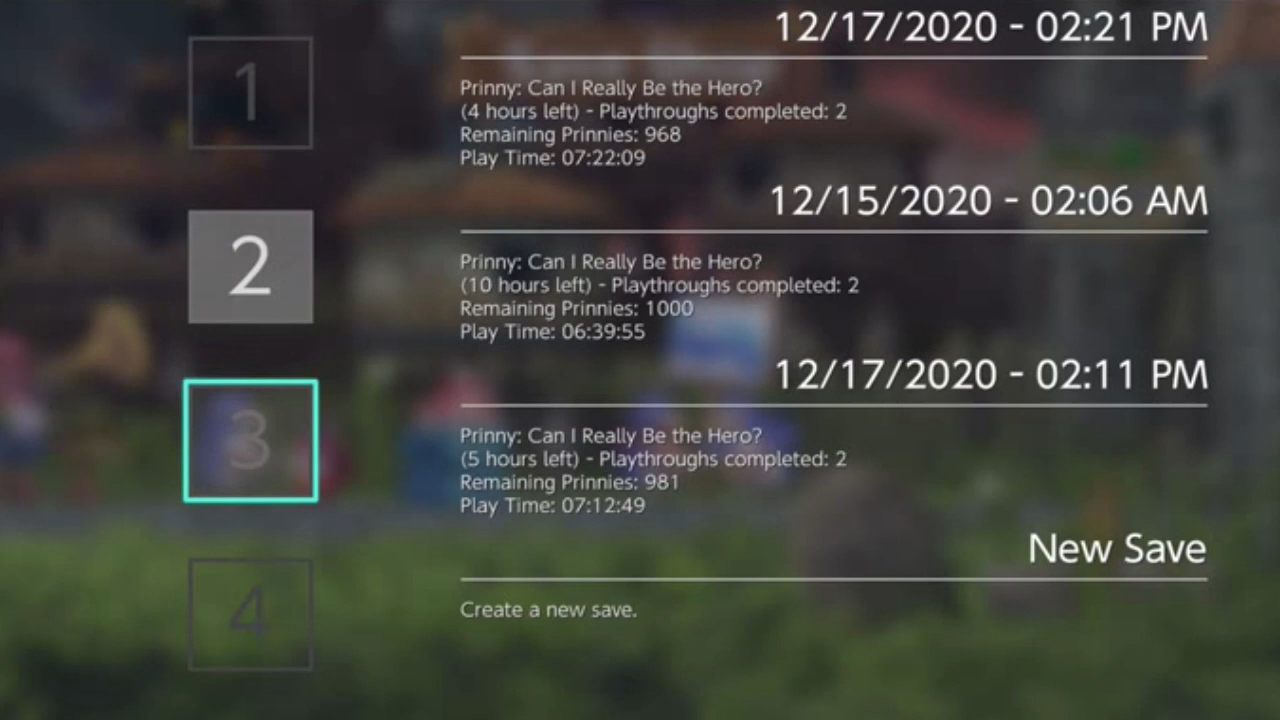 1
12/17/2020 - 02:21 PM
Prinny: Can I Really Be the Hero?
(4 hours left) - Playthroughs completed: 2
Remaining Prinnies: 968
Play Time: 07:22:09
2
12/15/2020 - 02:06 AM
Prinny: Can I Really Be the Hero?
(10 hours left) - Playthroughs completed: 2
Remaining Prinnies: 1000
Play Time: 06:39:55
3
12/17/2020 - 02:11 PM
Prinny: Can I Really Be the Hero?
(5 hours left) - Playthroughs completed: 2
Remaining Prinnies: 981
Play Time: 07:12:49
4
New Save
Create a new save.